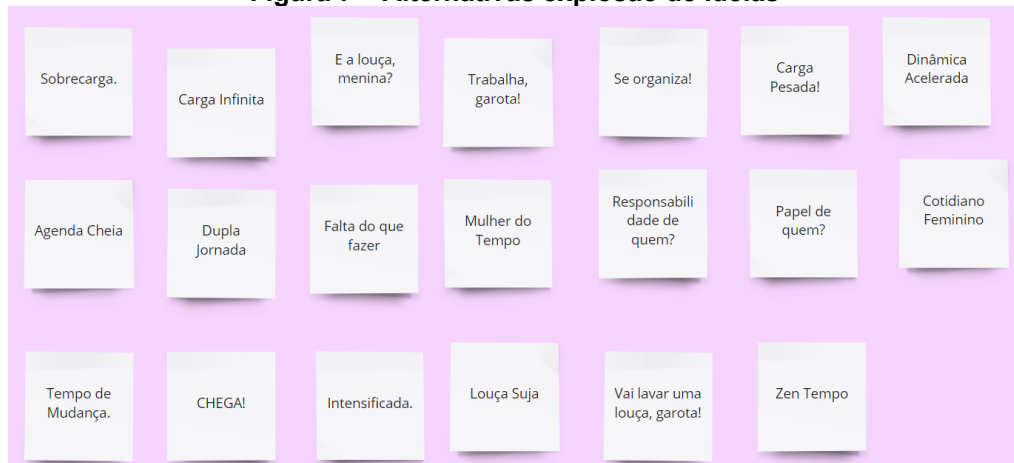 Sobrecarga.
Carga Infinita
E a louça,
menina?
Trabalha,
garota!
Se organiza!
Carga
Pesada!
Dinâmica
Acelerada
Agenda Cheia
Dupla
Jornada
Falta do que
fazer
Mulher do
Tempo
Responsabili
dade de
quem?
Papel de
quem?
Cotidiano
Feminino
Tempo de
Mudança.
CHEGA!
Intensificada.
Louça Suja
Vai lavar uma
louça, garota!
Zen Tempo